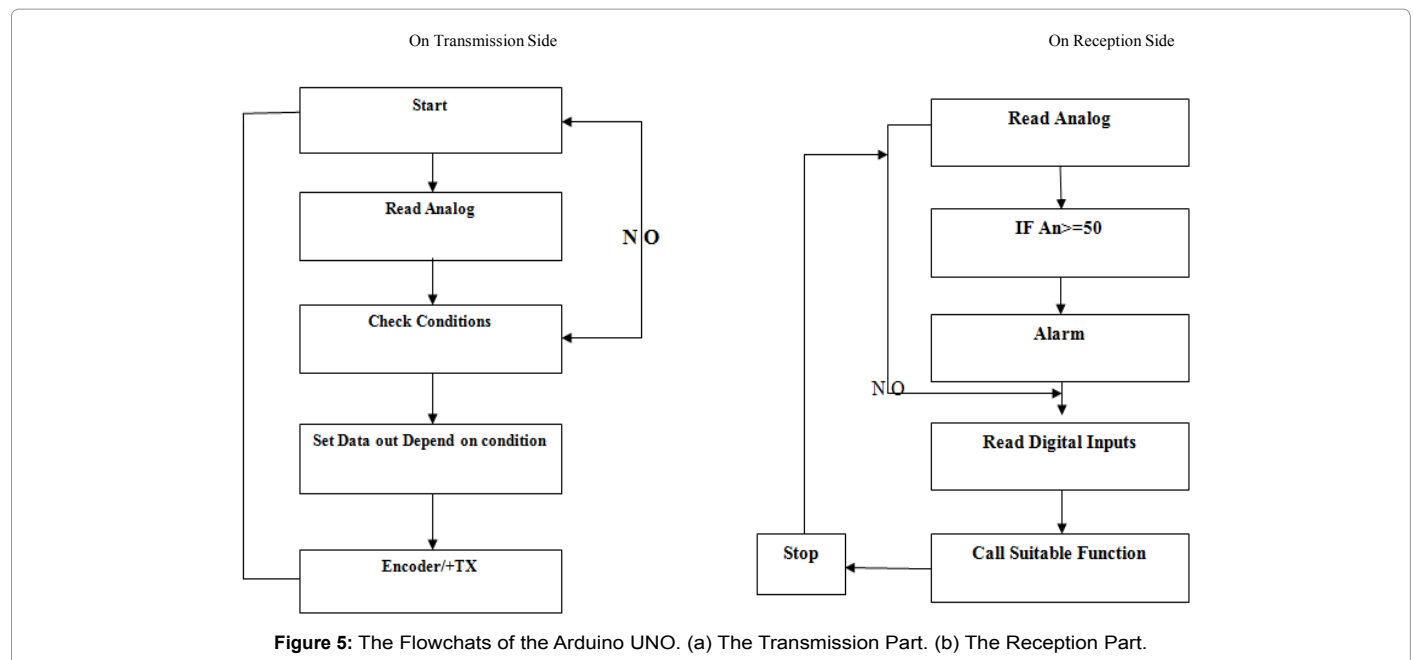 On Transmission Side
Start
Read Analog
N O
Check Conditions
Set Data out Depend on condition
Encoder/+TX
On Reception Side
Read Analog
IF An>=50
Alarm
N O
Read Digital Inputs
Stop
Call Suitable Function
Figure 5: The Flowchats of the Arduino UNO. (a) The Transmission Part. (b) The Reception Part.